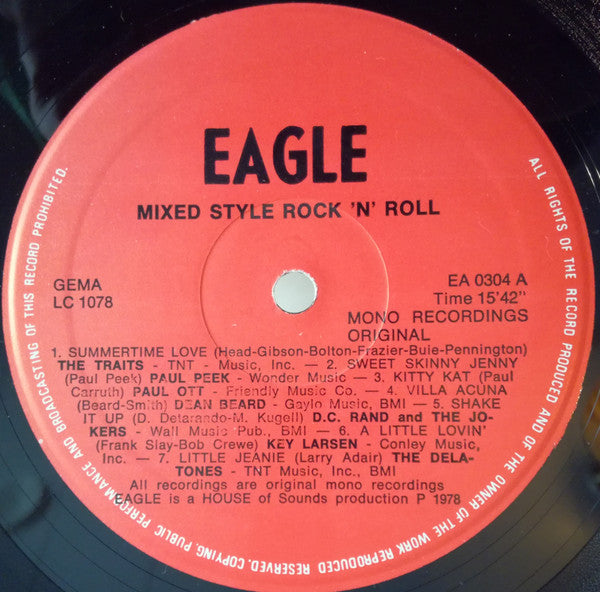 EAGLE
MIXED STYLE ROCK 'N' ROLL
GEMA
LC 1078
EA 0304 A
Time 15'42"
MONO RECORDINGS
ORIGINAL
1. SUMMERTIME LOVE (Head-Gibson-Bolton-Frazier-Buie-Pennington)
THE TRAITS - TNT - Music, Inc. — 2. SWEET SKINNY JENNY
(Paul Peek) PAUL PEEK - Wonder Music — 3. KITTY KAT (Paul
Carruth) PAUL OTT - Friendly Music Co. — 4. VILLA ACUNA
(Beard-Smith) DEAN BEARD - Gaylo Music, BMI — 5. SHAKE
IT UP (D. Detarando-M. Kugell) D.C. RAND and THE JO-
KERS - Wall Music Pub., BMI — 6. A LITTLE LOVIN'
(Frank Slay-Bob Crewe) KEY LARSEN - Conley Music,
Inc. — 7. LITTLE JEANIE (Larry Adair) THE DELA-
TONES - TNT Music, Inc., BMI
All recordings are original mono recordings
EAGLE is a HOUSE of Sounds production P 1978
ALL RIGHTS OF THE RECORD PRODUCED AND OF THE OWNER OF THE WORK REPRODUCED RESERVED. COPYING, PUBLIC PERFORMANCE AND BROADCASTING OF THIS RECORD PROHIBITED.